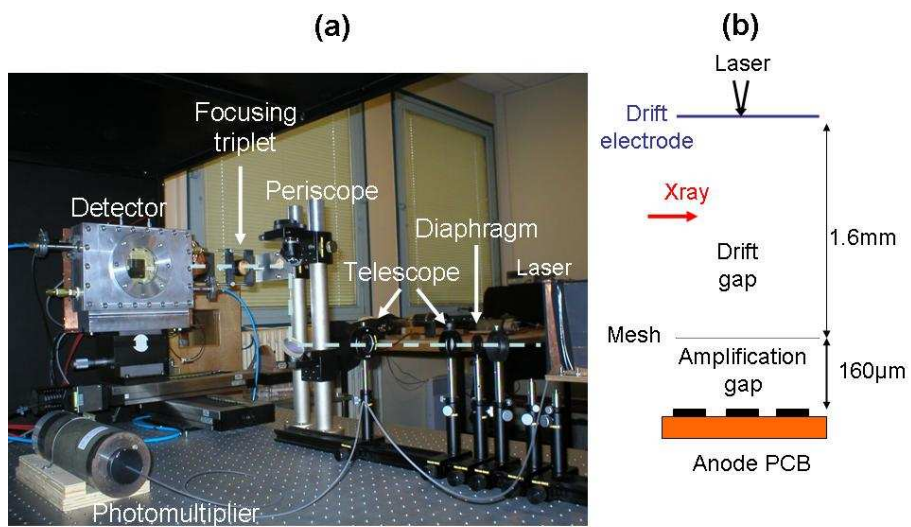 (a)
Focusing
triplet
Periscope
Detector
Diaphragm
Telescope
Laser
Photomultiplier
(b)
Laser
Drift
electrode
Xray
1.6mm
Drift
gap
Mesh
Amplification
gap
160µm
Anode PCB